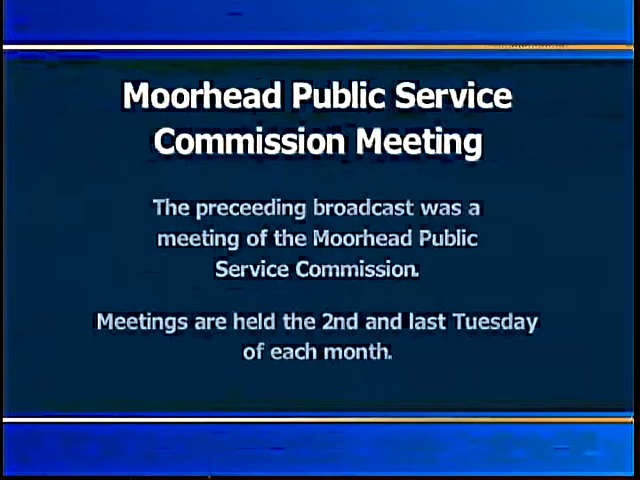 Moorhead Public Service
Commission Meeting
The preceeding broadcast was a
meeting of the Moorhead Public
Service Commission.
Meetings are held the 2nd and last Tuesday
of each month.